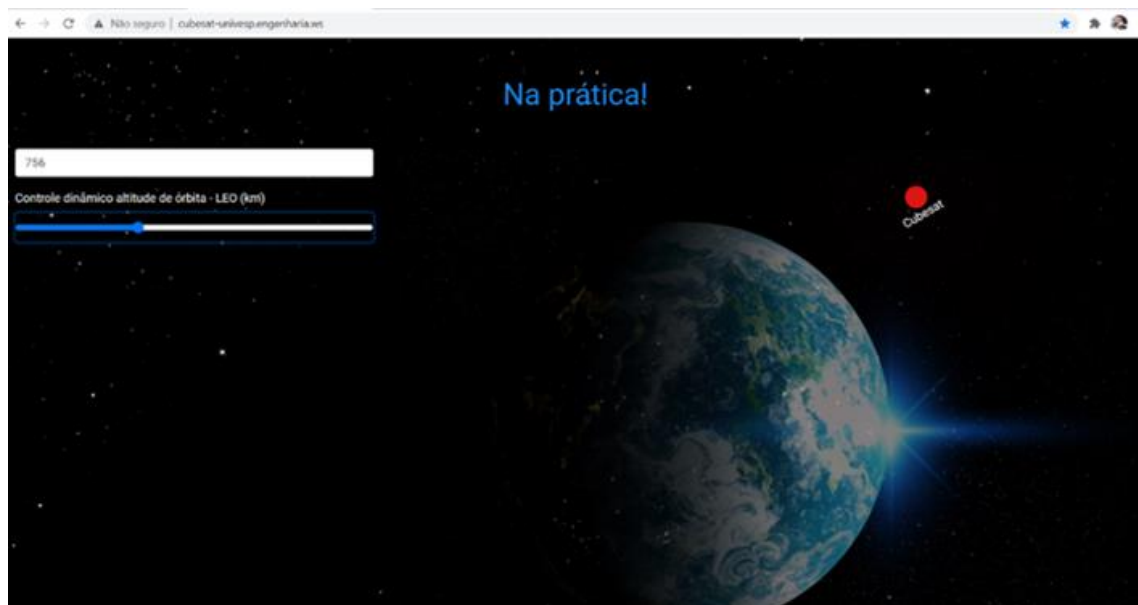 Não seguro | cubesat-univesp.engenharia.ws
Na prática!
756
Controle dinâmico altitude de órbita - LEO (km)
Cubesat